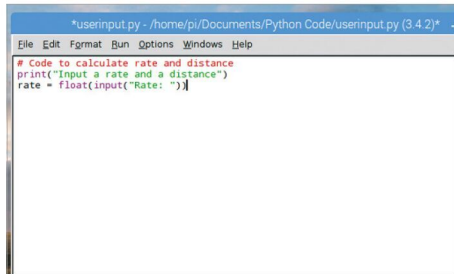 *userinput.py - /home/pi/Documents/Python Code/userinput.py (3.4.2)*
File Edit Format Run Options Windows Help
# Code to calculate rate and distance
print("Input a rate and a distance")
rate = float(input("Rate: "))